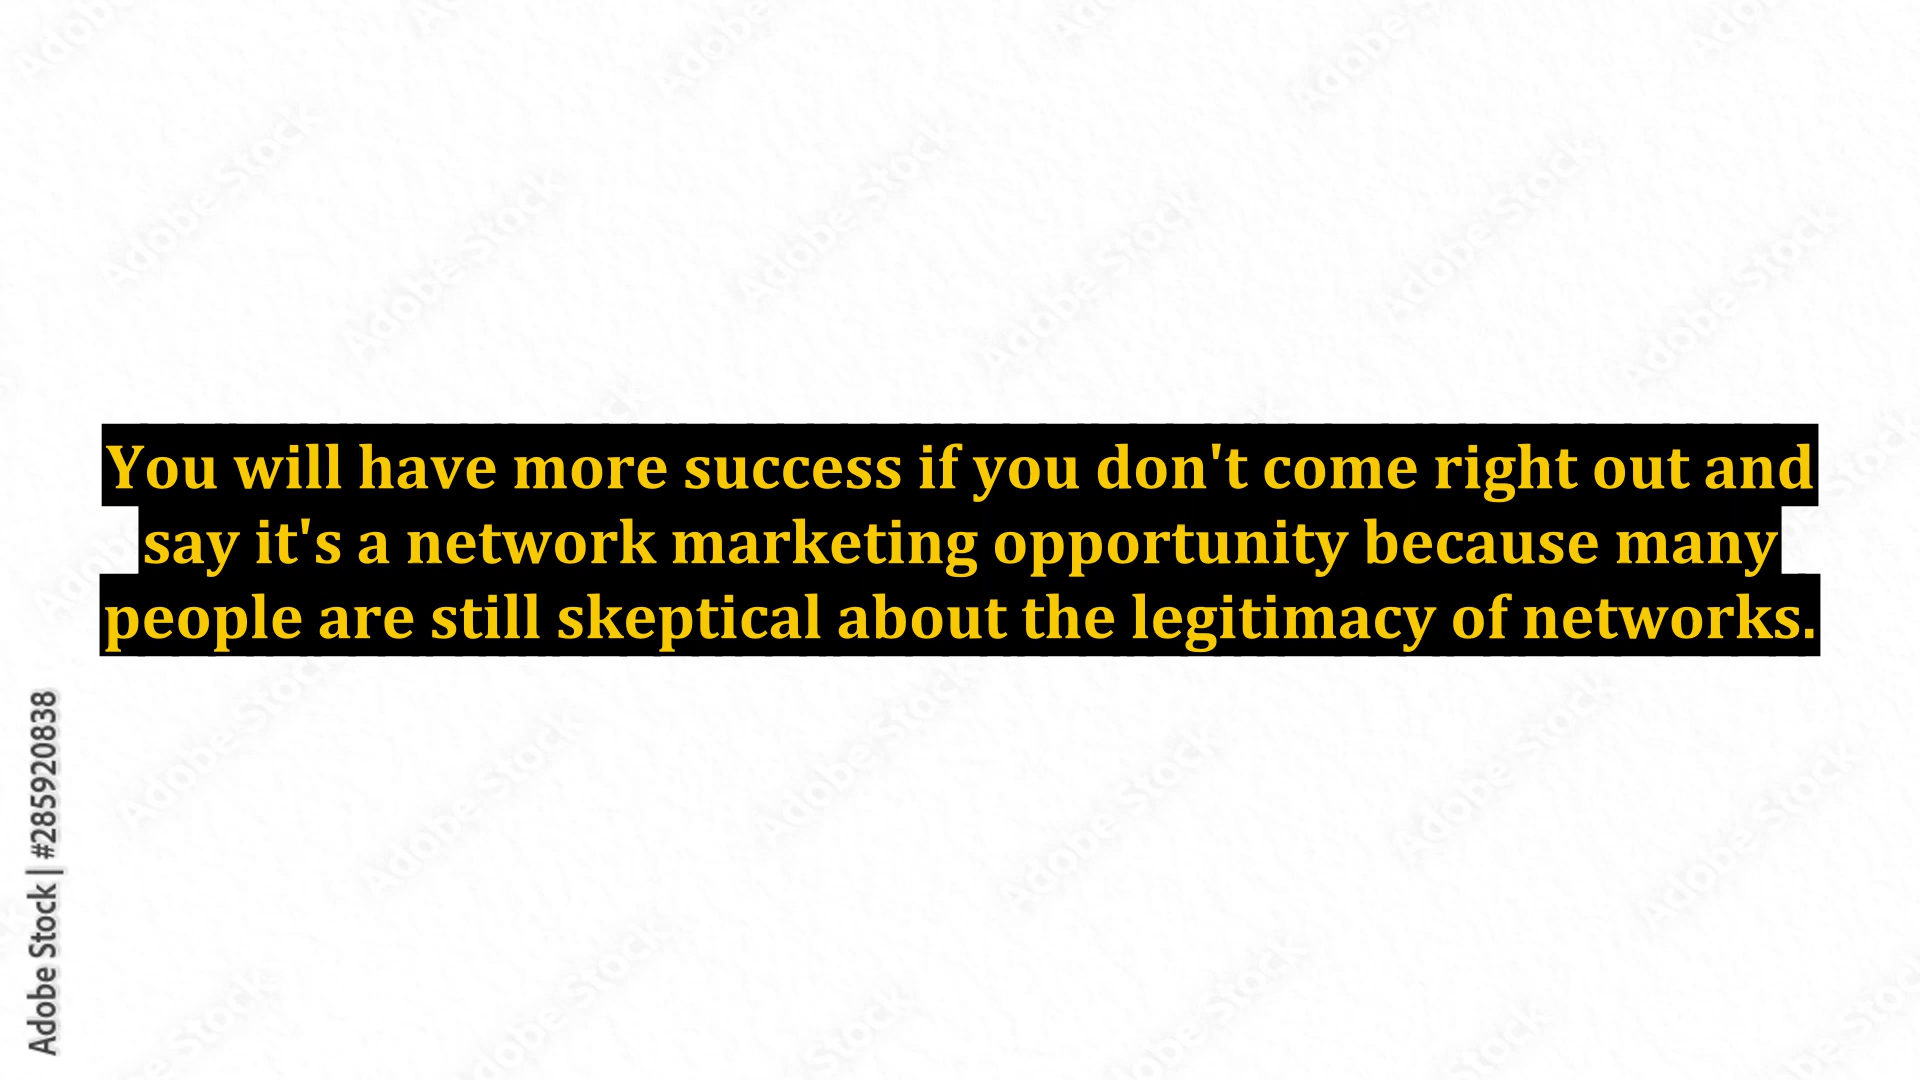 You will have more success if you don't come right out and
say it's a network marketing opportunity because many
people are still skeptical about the legitimacy of networks.
Adobe Stock | #285920838